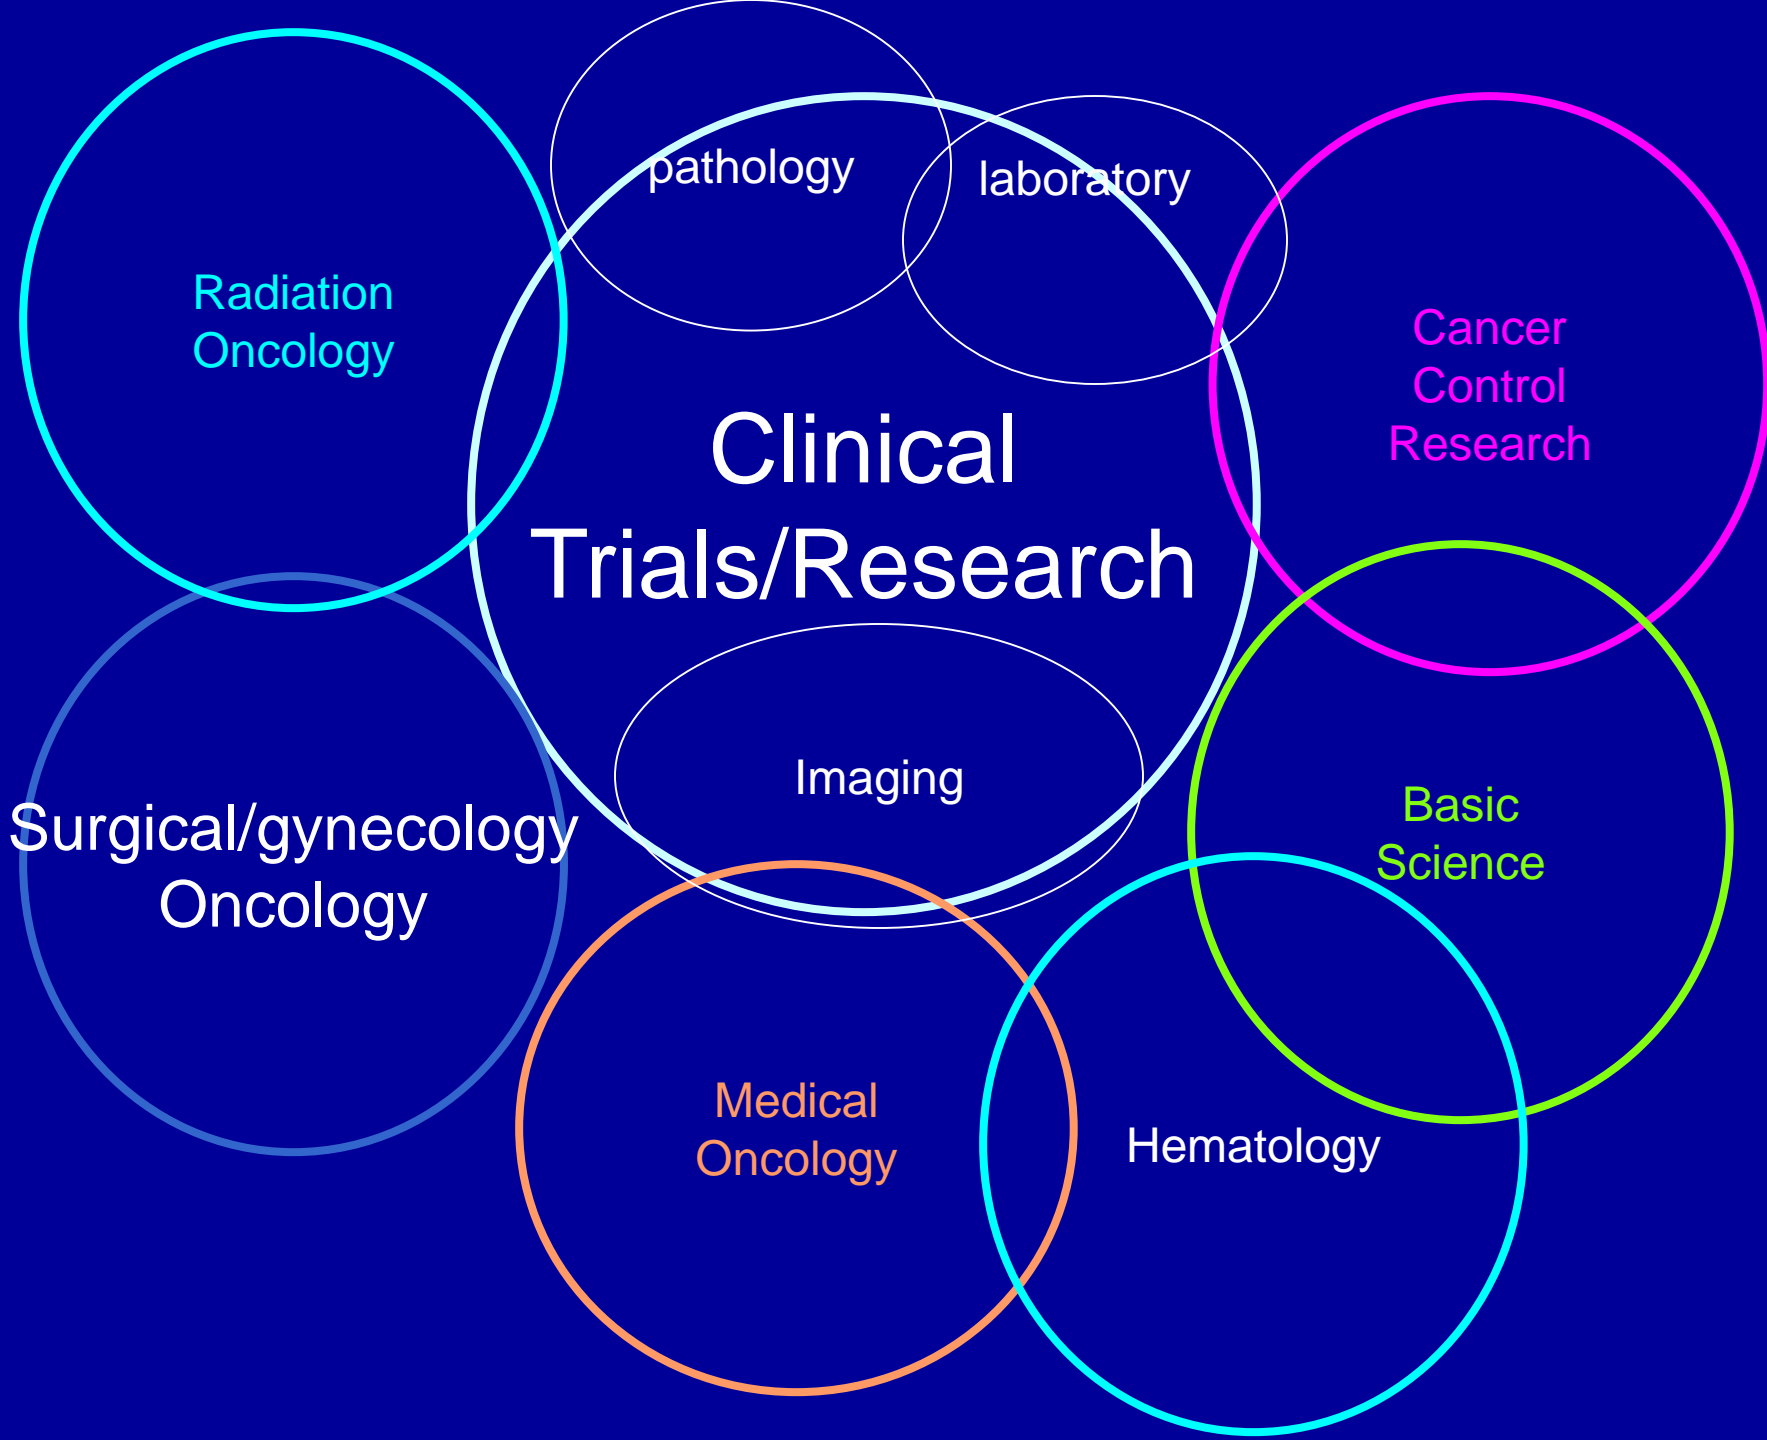 pathology
laboratory
Radiation
Oncology
Cancer
Control
Research
Clinical
Trials/Research
Imaging
Surgical/gynecology
Oncology
Basic
Science
Medical
Oncology
Hematology